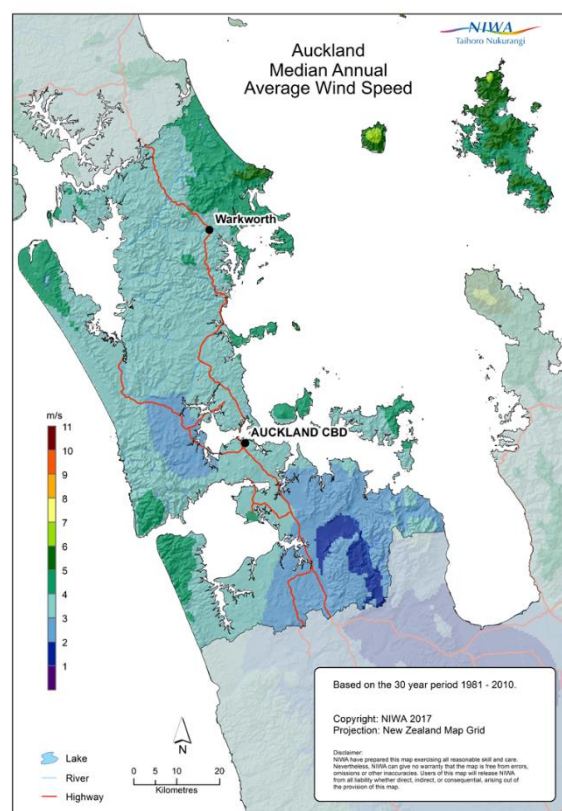 Auckland
Median Annual
Average Wind Speed
NIWA
Taihoro Nukurangi
Warkworth
AUCKLAND CBD
m/s
11
10
9
8
7
6
5
4
3
2
1
Based on the 30 year period 1981 - 2010.
Copyright: NIWA 2017
Projection: New Zealand Map Grid
Disclaimer:
NIWA have prepared this map exercising all reasonable skill and care.
Nevertheless, NIWA can give no warranty that the map is free from errors,
omissions or other inaccuracies. Users of this map will release NIWA
from all liability whether direct, indirect, or consequential, arising out of
the provision of this map.
N
Lake
River
Highway
0 10 20
Kilometres